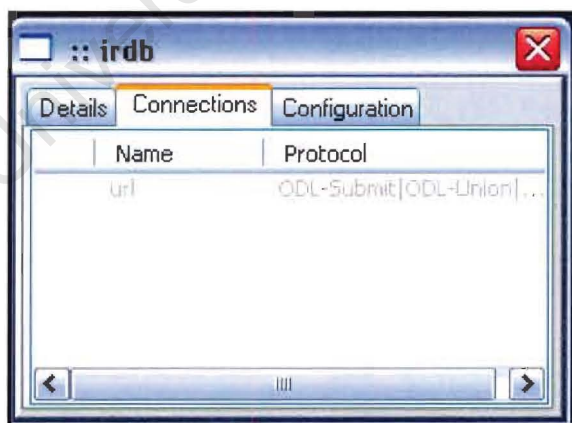 :: irdb
Details Connections Configuration
Name Protocol
url ODL-Submit|ODL-Union|...